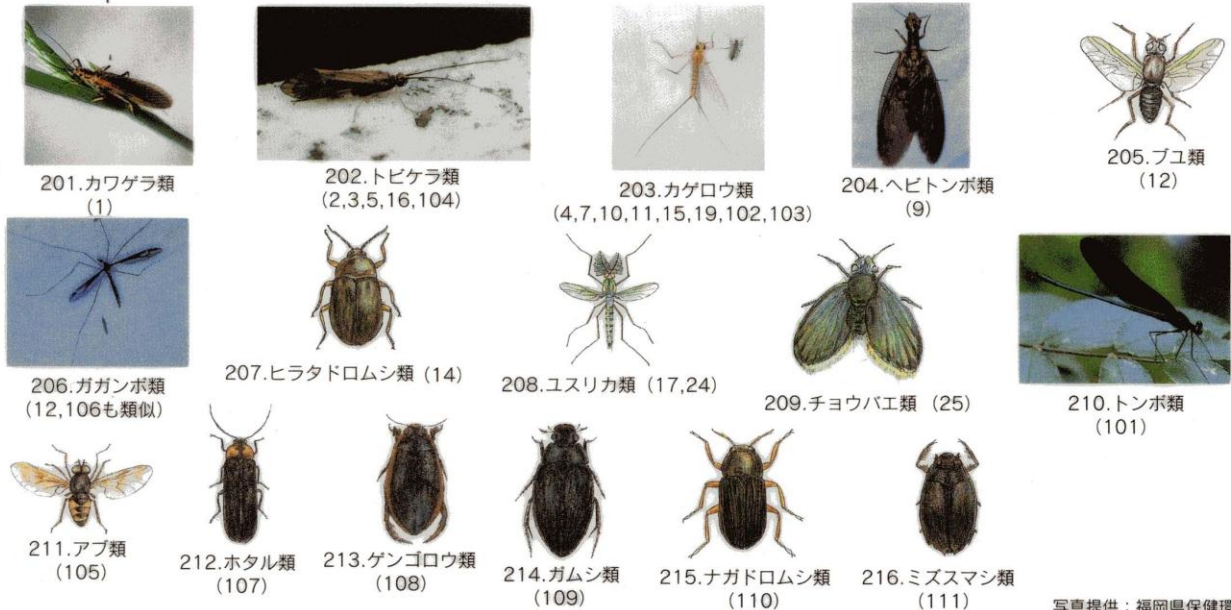 201.カワゲラ類
(1)
202.トビケラ類
(2,3,5,16,104)
203.カゲロウ類
(4,7,10,11,15,19,102,103)
204.ヘビトンボ類
(9)
205.ブユ類
(12)
206.ガガンボ類
(12,106も類似)
207.ヒラタドロムシ類 (14)
208.ユスリカ類 (17,24)
209.チョウバエ類 (25)
210.トンボ類
(101)
211.アブ類
(105)
212.ホタル類
(107)
213.ゲンゴロウ類
(108)
214.ガムシ類
(109)
215.ナガドロムシ類
(110)
216.ミズスマシ類
(111)
写真提供：福岡県保健環